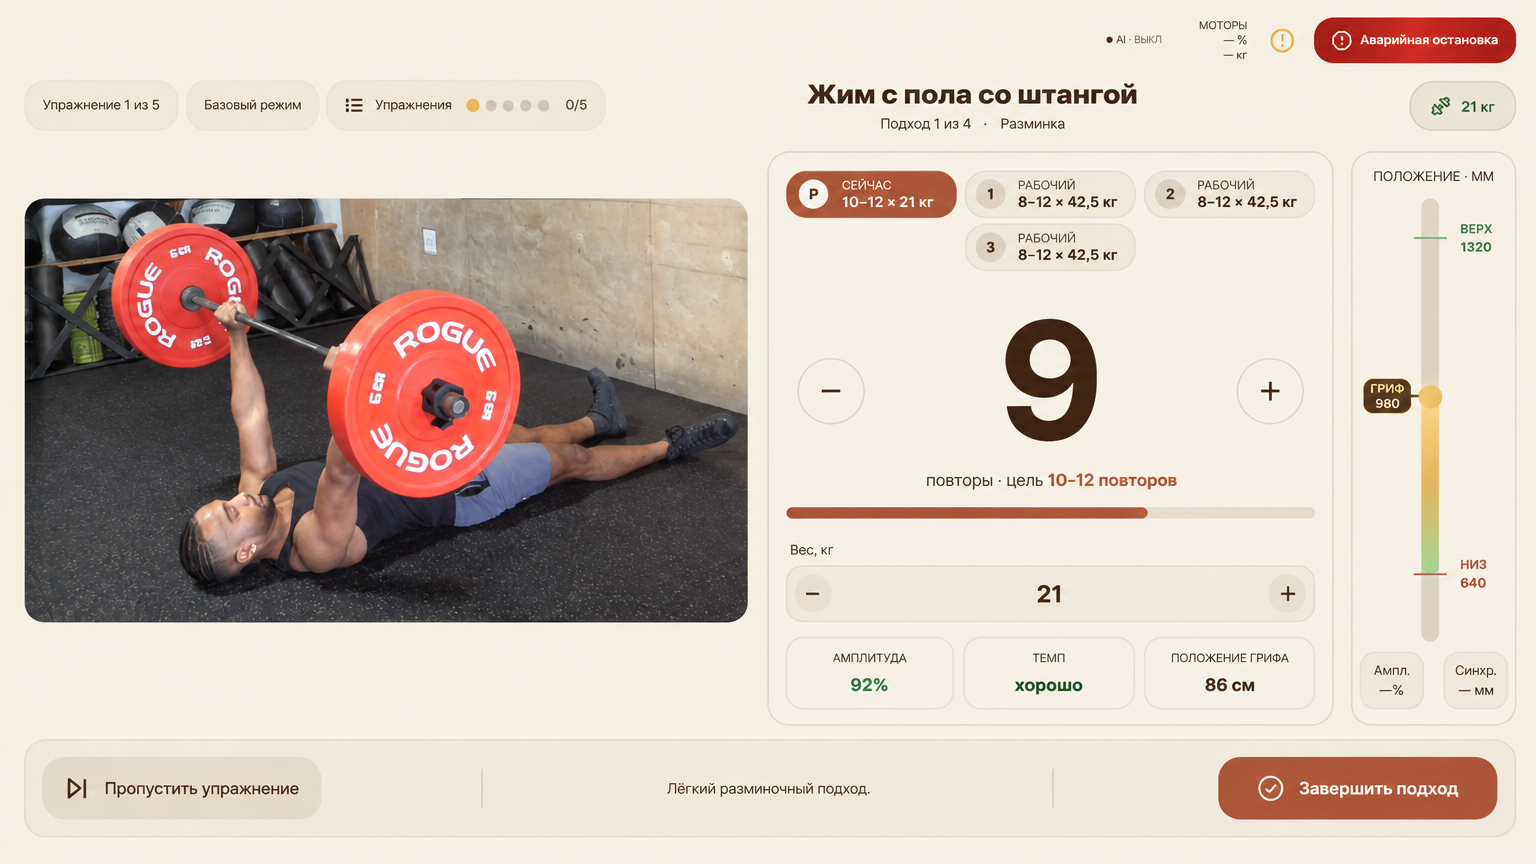 ● AI · ВЫКЛ
МОТОРЫ
— %
— кг
Аварийная остановка
Упражнение 1 из 5
Базовый режим
Упражнения
0/5
Жим с пола со штангой
Подход 1 из 4 · Разминка
21 кг
ROGUE
ROGUE
ROGUE
ROGUE
P
СЕЙЧАС
10–12 × 21 кг
1
РАБОЧИЙ
8–12 × 42,5 кг
2
РАБОЧИЙ
8–12 × 42,5 кг
3
РАБОЧИЙ
8–12 × 42,5 кг
−
9
+
повторы · цель 10–12 повторов
Вес, кг
−
21
+
АМПЛИТУДА
92%
ТЕМП
хорошо
ПОЛОЖЕНИЕ ГРИФА
86 см
ПОЛОЖЕНИЕ · ММ
ВЕРХ
1320
ГРИФ
980
НИЗ
640
Ампл.
—%
Синхр.
— мм
Пропустить упражнение
Лёгкий разминочный подход.
Завершить подход